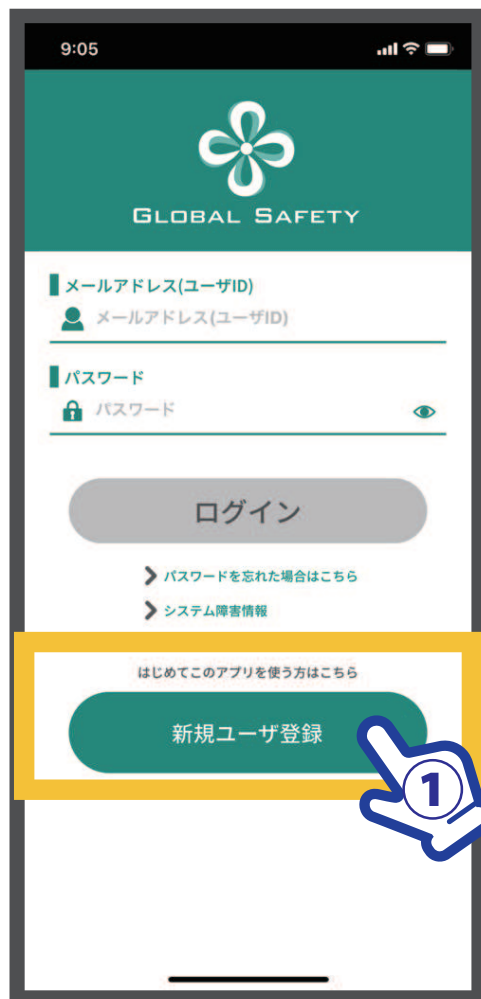 9:05
GLOBAL SAFETY
メールアドレス(ユーザID)
メールアドレス(ユーザID)
パスワード
パスワード
ログイン
パスワードを忘れた場合はこちら
システム障害情報
はじめてこのアプリを使う方はこちら
新規ユーザ登録
1